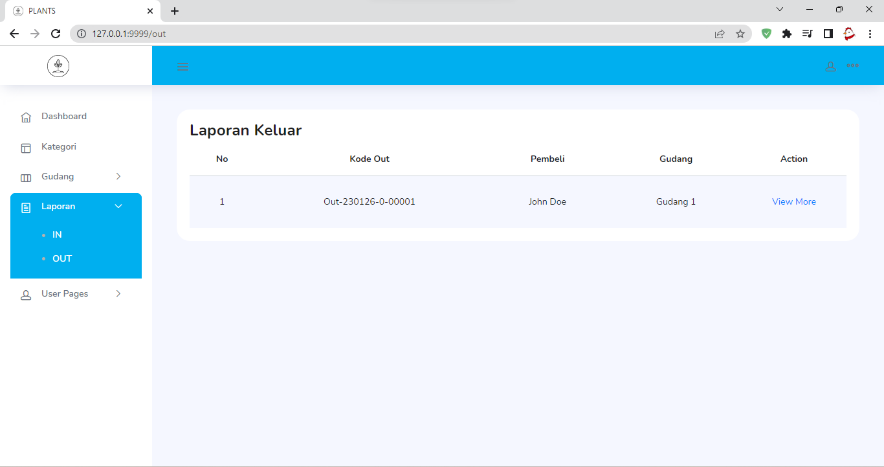 PLANTS
127.0.0.1:9999/out
Dashboard
Kategori
Gudang
Laporan
IN
OUT
User Pages
Laporan Keluar
No Kode Out Pembeli Gudang Action
1 Out-230126-0-00001 John Doe Gudang 1 View More